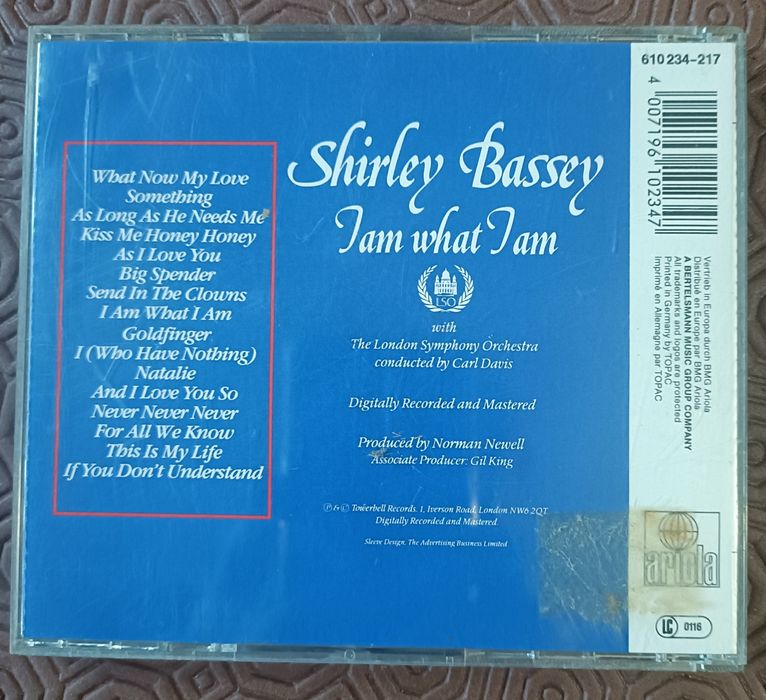 What Now My Love
Something
As Long As He Needs Me
Kiss Me Honey Honey
As I Love You
Big Spender
Send In The Clowns
I Am What I Am
Goldfinger
I (Who Have Nothing)
Natalie
And I Love You So
Never Never Never
For All We Know
This Is My Life
If You Don't Understand
Shirley Bassey
I am what I am
LSO
with
The London Symphony Orchestra
conducted by Carl Davis
Digitally Recorded and Mastered
Produced by Norman Newell
Associate Producer: Gil King
℗ & © Towerbell Records. 1, Iverson Road, London NW6 2QT
Digitally Recorded and Mastered
Sleeve Design. The Advertising Business Limited
610 234-217
4 007196 102347
Vertrieb in Europa durch BMG Ariola
Distribué en Europe par BMG Ariola
A BERTELSMAN MUSIC GROUP COMPANY
All trademarks and logos are protected
Printed in Germany by TOPAC
Imprimé en Allemagne par TOPAC
ariola
LC 0116